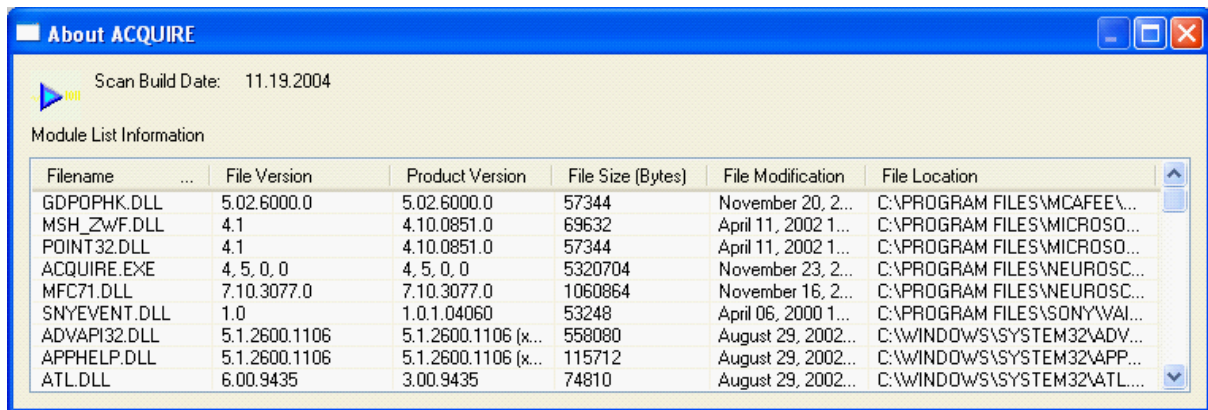 About ACQUIRE
Scan Build Date: 11.19.2004
Module List Information
Filename ... File Version Product Version File Size (Bytes) File Modification File Location
GDPOPHK.DLL 5.02.6000.0 5.02.6000.0 57344 November 20, 2... C:\PROGRAM FILES\MCAFEE\...
MSH_ZWF.DLL 4.1 4.10.0851.0 69632 April 11, 2002 1... C:\PROGRAM FILES\MICROSO...
POINT32.DLL 4.1 4.10.0851.0 57344 April 11, 2002 1... C:\PROGRAM FILES\MICROSO...
ACQUIRE.EXE 4, 5, 0, 0 4, 5, 0, 0 5320704 November 23, 2... C:\PROGRAM FILES\NEUROSC...
MFC71.DLL 7.10.3077.0 7.10.3077.0 1060864 November 16, 2... C:\PROGRAM FILES\NEUROSC...
SNYEVENT.DLL 1.0 1.0.1.04060 53248 April 06, 2000 1... C:\PROGRAM FILES\SONY\VAI...
ADVAPI32.DLL 5.1.2600.1106 5.1.2600.1106 (x... 558080 August 29, 2002... C:\WINDOWS\SYSTEM32\ADV...
APPHELP.DLL 5.1.2600.1106 5.1.2600.1106 (x... 115712 August 29, 2002... C:\WINDOWS\SYSTEM32\APP...
ATL.DLL 6.00.9435 3.00.9435 74810 August 29, 2002... C:\WINDOWS\SYSTEM32\ATL....